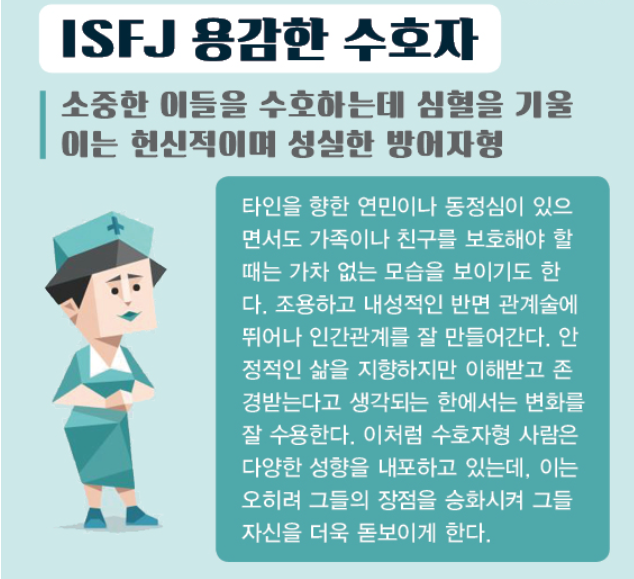 ISFJ 용감한 수호자
소중한 이들을 수호하는데 심혈을 기울
이는 헌신적이며 성실한 방어자형
타인을 향한 연민이나 동정심이 있으
면서도 가족이나 친구를 보호해야 할
때는 가차 없는 모습을 보이기도 한
다. 조용하고 내성적인 반면 관계술에
뛰어나 인간관계를 잘 만들어간다. 안
정적인 삶을 지향하지만 이해받고 존
경받는다고 생각되는 한에서는 변화를
잘 수용한다. 이처럼 수호자형 사람은
다양한 성향을 내포하고 있는데, 이는
오히려 그들의 장점을 승화시켜 그들
자신을 더욱 돋보이게 한다.